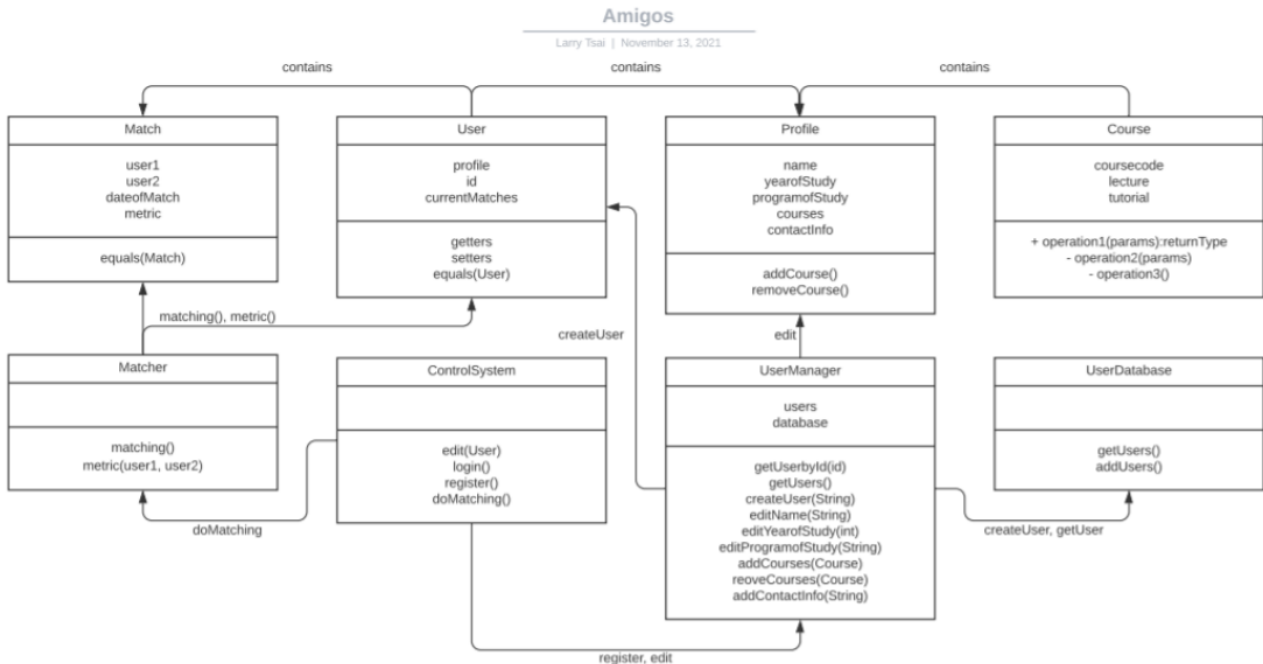 Amigos
Larry Tsai | November 13, 2021
contains
contains
contains
Match
user1
user2
dateofMatch
metric
equals(Match)
User
profile
id
currentMatches
getters
setters
equals(User)
Profile
name
yearofStudy
programofStudy
courses
contactInfo
addCourse()
removeCourse()
Course
coursecode
lecture
tutorial
+ operation1(params):returnType
- operation2(params)
- operation3()
matching(), metric()
createUser
edit
Matcher
matching()
metric(user1, user2)
ControlSystem
edit(User)
login()
register()
doMatching()
UserManager
users
database
getUserbyId(id)
getUsers()
createUser(String)
editName(String)
editYearofStudy(int)
editProgramofStudy(String)
addCourses(Course)
reoveCourses(Course)
addContactInfo(String)
UserDatabase
getUsers()
addUsers()
doMatching
createUser, getUser
register, edit